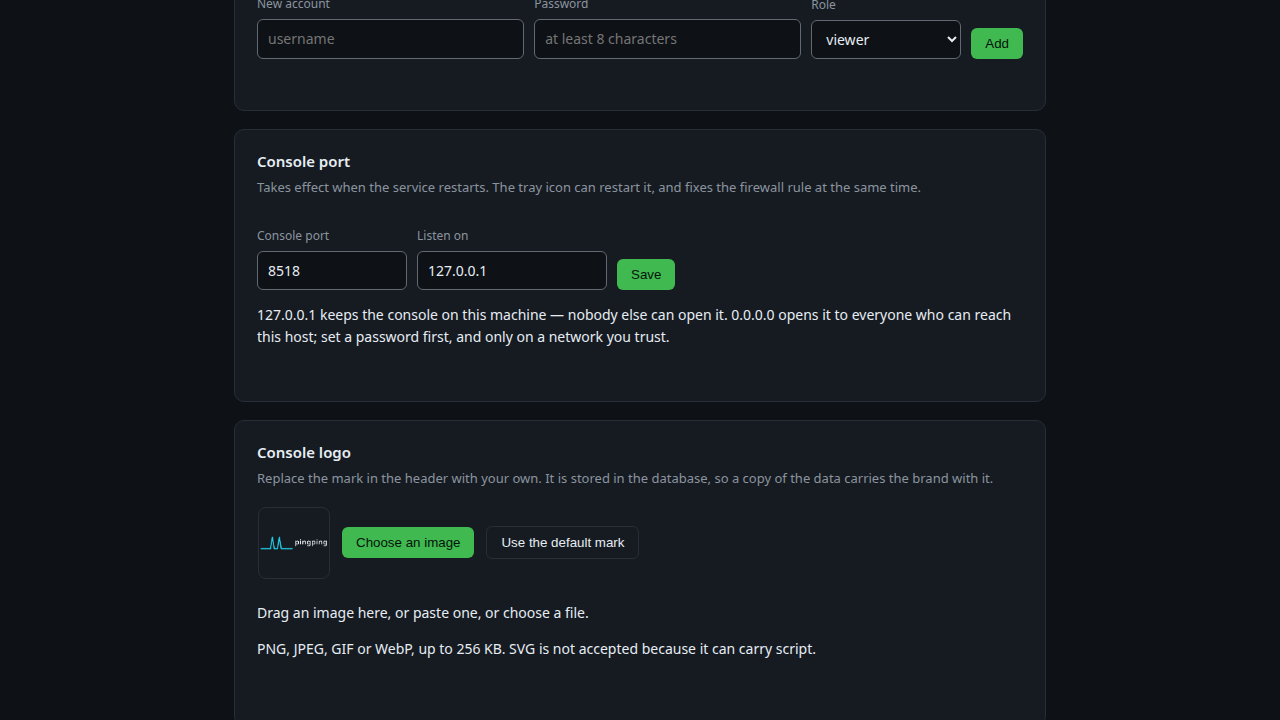 New account
Password
Role
username
at least 8 characters
viewer
Add
Console port
Takes effect when the service restarts. The tray icon can restart it, and fixes the firewall rule at the same time.
Console port
Listen on
8518
127.0.0.1
Save
127.0.0.1 keeps the console on this machine — nobody else can open it. 0.0.0.0 opens it to everyone who can reach
this host; set a password first, and only on a network you trust.
Console logo
Replace the mark in the header with your own. It is stored in the database, so a copy of the data carries the brand with it.
pingping
Choose an image
Use the default mark
Drag an image here, or paste one, or choose a file.
PNG, JPEG, GIF or WebP, up to 256 KB. SVG is not accepted because it can carry script.